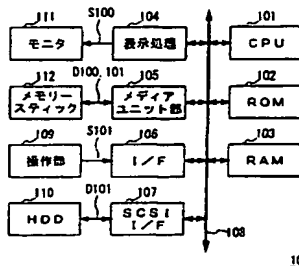 111
S100
104
101
モニタ
表示処理
CPU
112
D100, 101
105
102
メモリー
スティック
メディア
ユニット部
ROM
109
S101
106
103
操作部
I/F
RAM
110
D101
107
HDD
SCSI
I/F
108
10